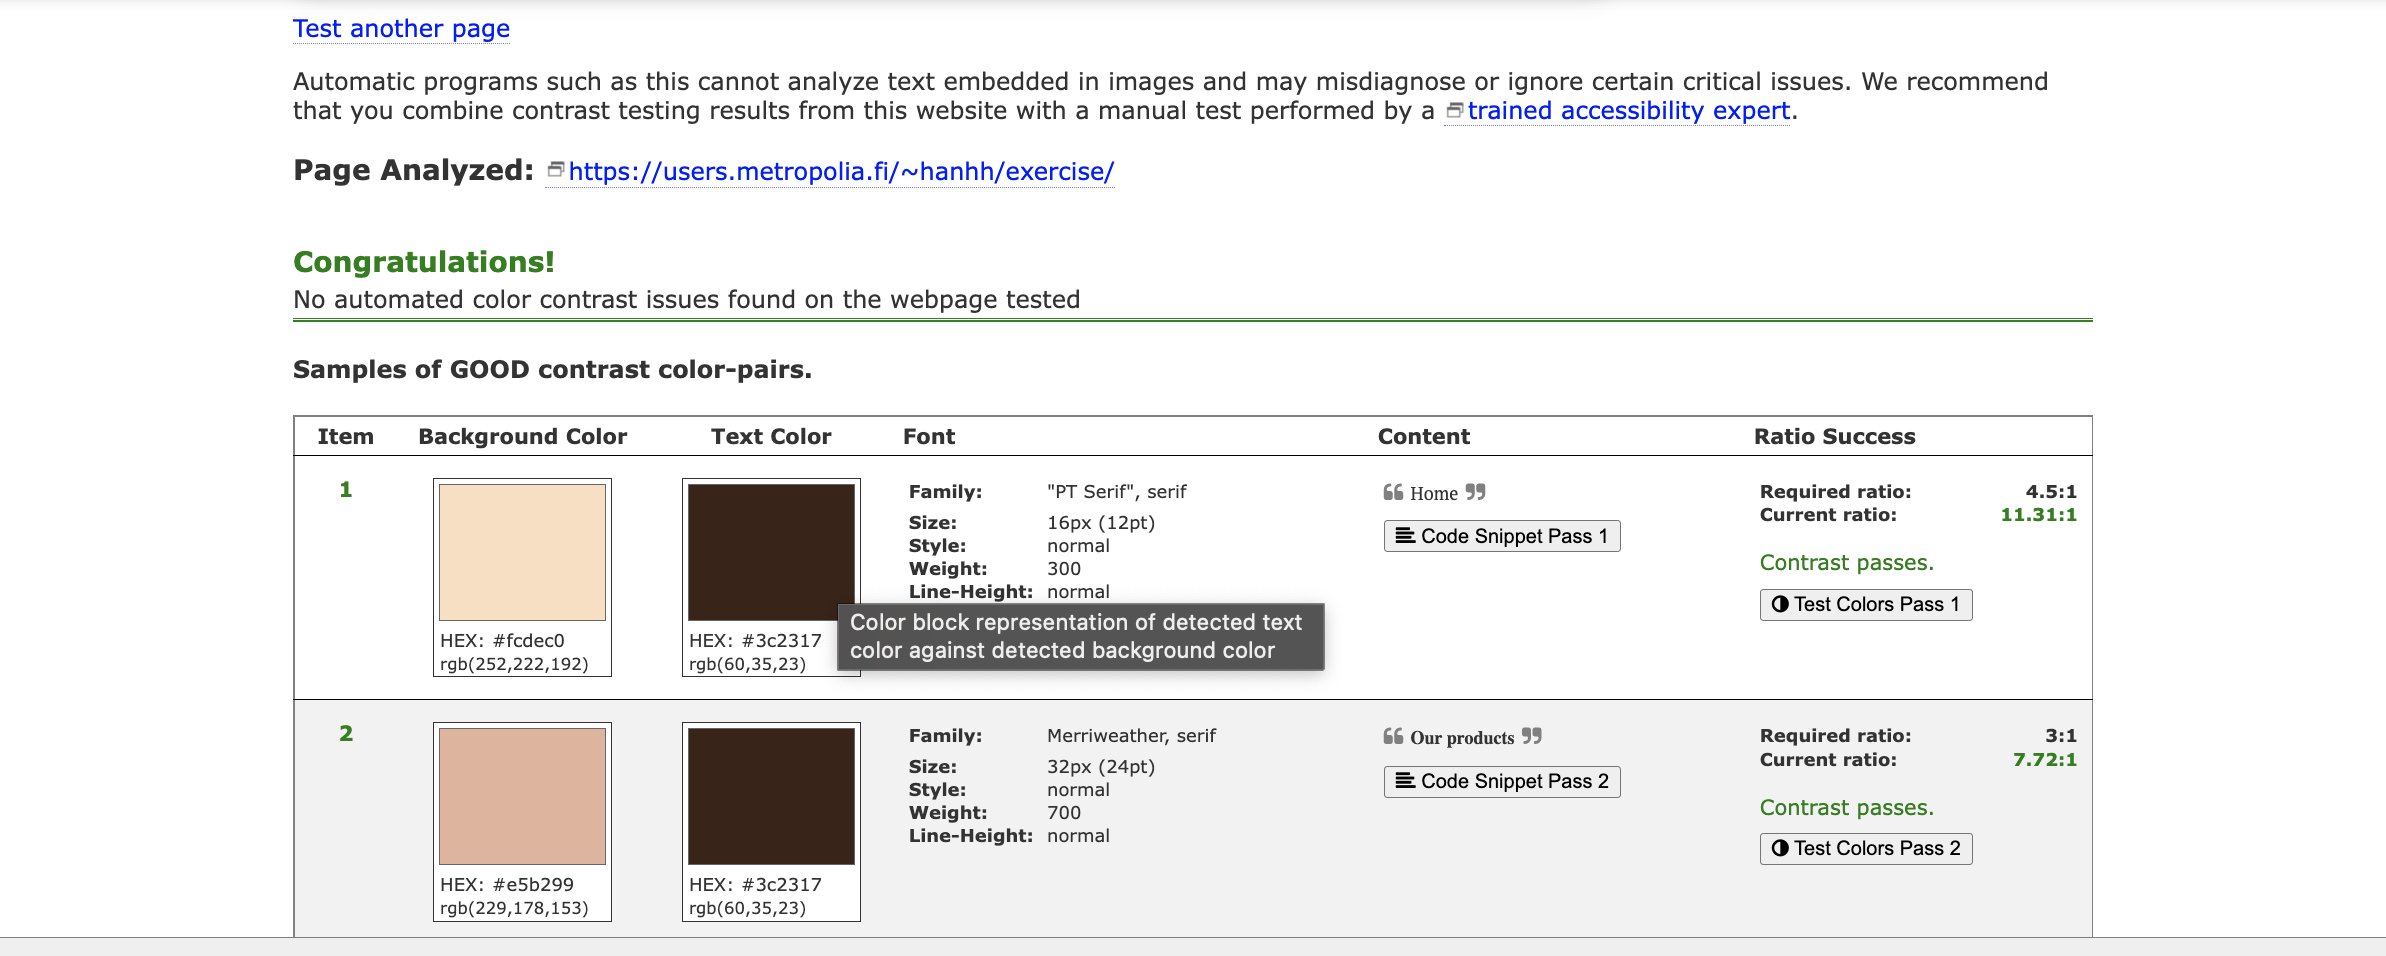 Test another page
Automatic programs such as this cannot analyze text embedded in images and may misdiagnose or ignore certain critical issues. We recommend
that you combine contrast testing results from this website with a manual test performed by a trained accessibility expert.
Page Analyzed: https://users.metropolia.fi/~hanhh/exercise/
Congratulations!
No automated color contrast issues found on the webpage tested
Samples of GOOD contrast color-pairs.
Item Background Color Text Color Font Content Ratio Success
1
HEX: #fcdec0
rgb(252,222,192)
HEX: #3c2317
rgb(60,35,23)
Family: "PT Serif", serif
Size: 16px (12pt)
Style: normal
Weight: 300
Line-Height: normal
Color block representation of detected text
color against detected background color
❝ Home ❞
Code Snippet Pass 1
Required ratio: 4.5:1
Current ratio: 11.31:1
Contrast passes.
Test Colors Pass 1
2
HEX: #e5b299
rgb(229,178,153)
HEX: #3c2317
rgb(60,35,23)
Family: Merriweather, serif
Size: 32px (24pt)
Style: normal
Weight: 700
Line-Height: normal
❝ Our products ❞
Code Snippet Pass 2
Required ratio: 3:1
Current ratio: 7.72:1
Contrast passes.
Test Colors Pass 2